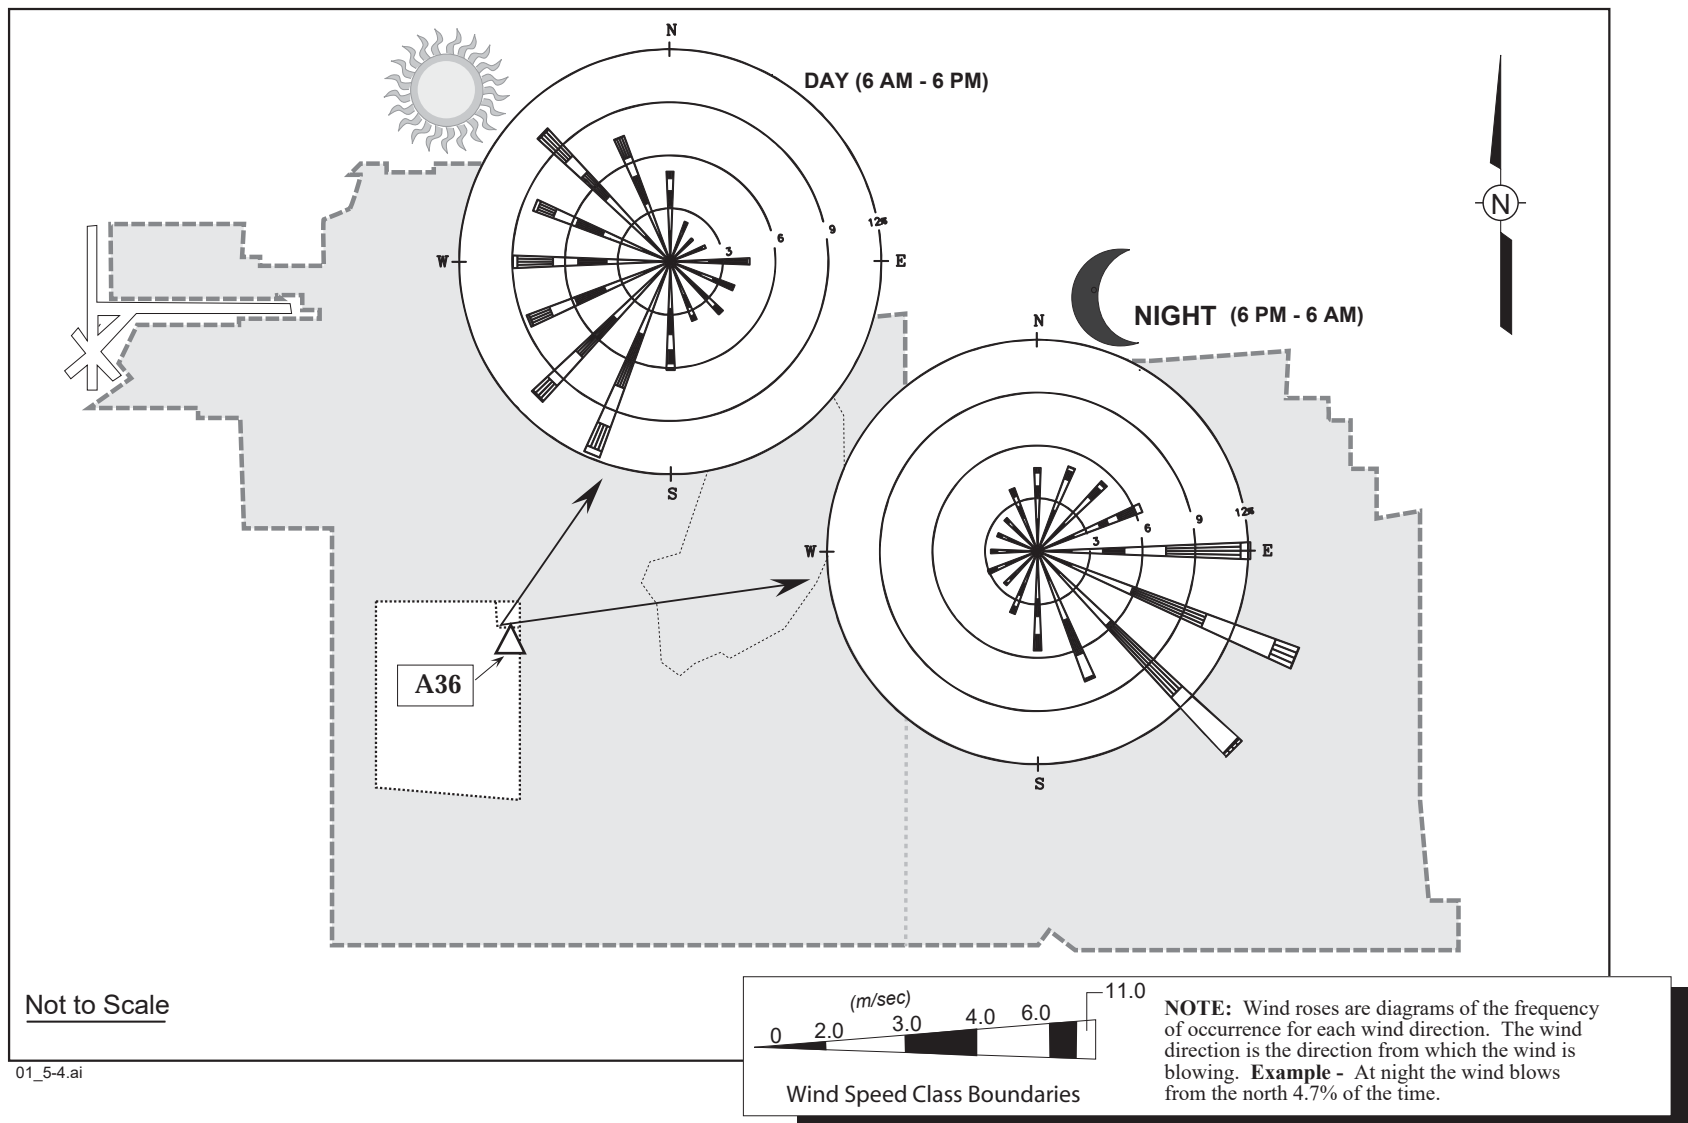 N
DAY (6 AM - 6 PM)
12%
9
6
3
W
E
S
N
NIGHT (6 PM - 6 AM)
N
12%
9
6
3
W
E
S
A36
Not to Scale
(m/sec)
0 2.0 3.0 4.0 6.0 11.0
Wind Speed Class Boundaries
NOTE: Wind roses are diagrams of the frequency
of occurrence for each wind direction. The wind
direction is the direction from which the wind is
blowing. Example - At night the wind blows
from the north 4.7% of the time.
01_5-4.ai